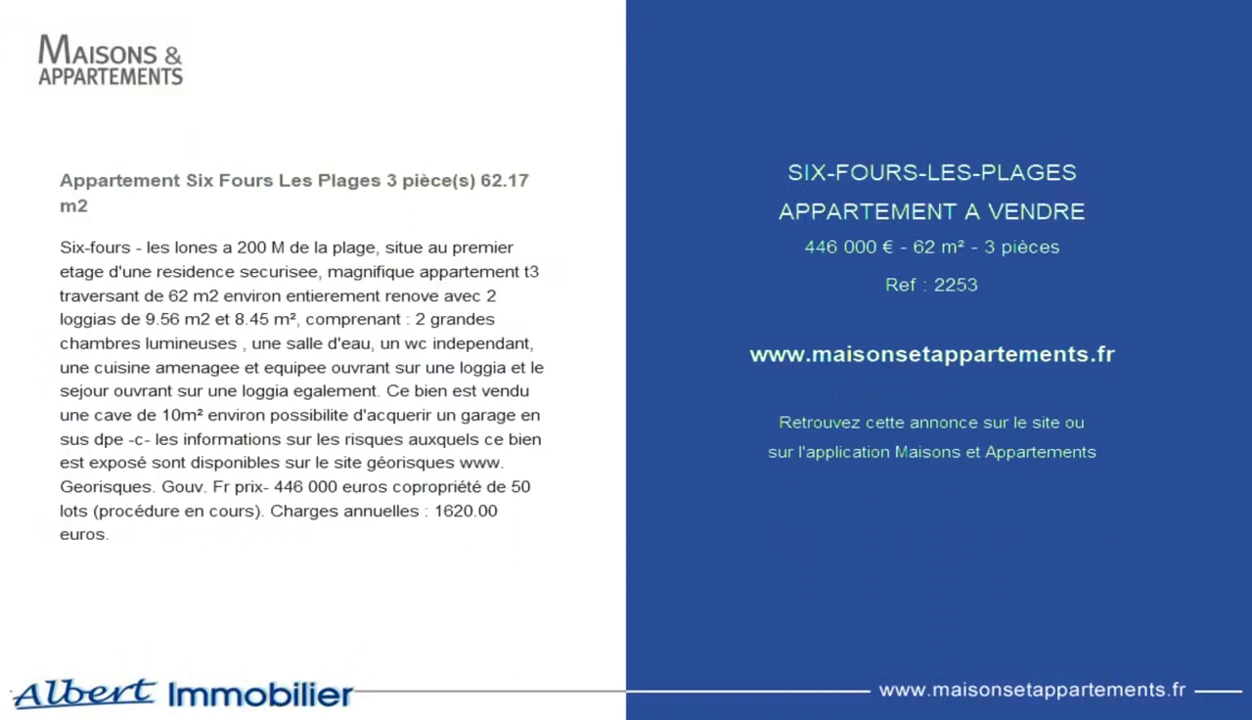 MAISONS &
APPARTEMENTS
Appartement Six Fours Les Plages 3 pièce(s) 62.17
m2
Six-fours - les lones a 200 M de la plage, situe au premier
etage d'une residence securisee, magnifique appartement t3
traversant de 62 m2 environ entierement renove avec 2
loggias de 9.56 m2 et 8.45 m², comprenant : 2 grandes
chambres lumineuses , une salle d'eau, un wc independant,
une cuisine amenagee et equipee ouvrant sur une loggia et le
sejour ouvrant sur une loggia egalement. Ce bien est vendu
une cave de 10m² environ possibilite d'acquerir un garage en
sus dpe -c- les informations sur les risques auxquels ce bien
est exposé sont disponibles sur le site géorisques www.
Georisques. Gouv. Fr prix- 446 000 euros copropriété de 50
lots (procédure en cours). Charges annuelles : 1620.00
euros.
Albert Immobilier
SIX-FOURS-LES-PLAGES
APPARTEMENT A VENDRE
446 000 € - 62 m² - 3 pièces
Ref : 2253
www.maisonsetappartements.fr
Retrouvez cette annonce sur le site ou
sur l'application Maisons et Appartements
www.maisonsetappartements.fr